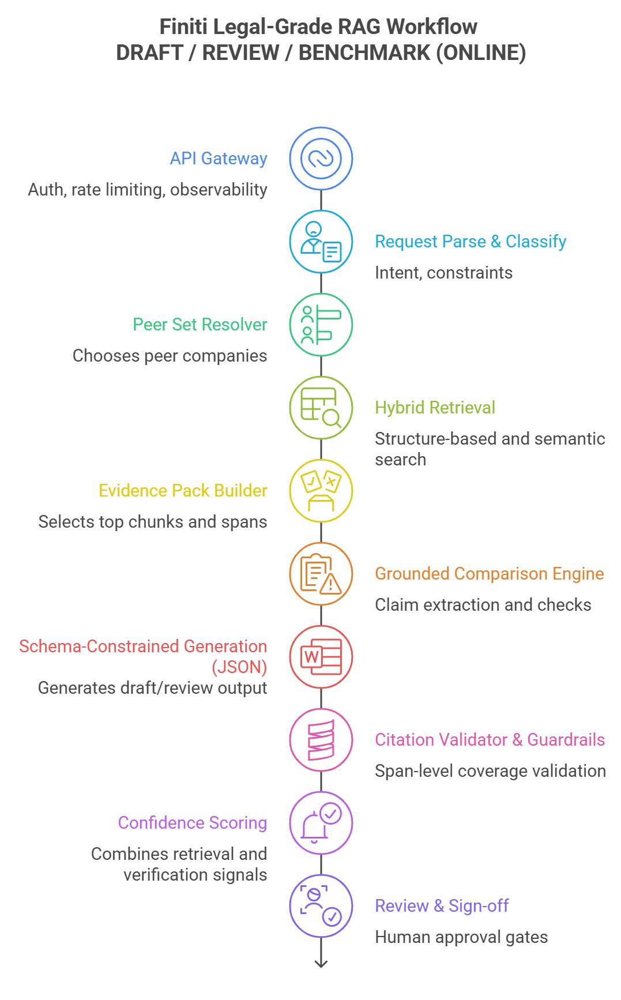 Finiti Legal-Grade RAG Workflow
DRAFT / REVIEW / BENCHMARK (ONLINE)
API Gateway
Auth, rate limiting, observability
Request Parse & Classify
Intent, constraints
Peer Set Resolver
Chooses peer companies
Hybrid Retrieval
Structure-based and semantic
search
Evidence Pack Builder
Selects top chunks and spans
Grounded Comparison Engine
Claim extraction and checks
Schema-Constrained Generation
(JSON)
Generates draft/review output
W
Citation Validator & Guardrails
Span-level coverage validation
Confidence Scoring
Combines retrieval and
verification signals
Review & Sign-off
Human approval gates